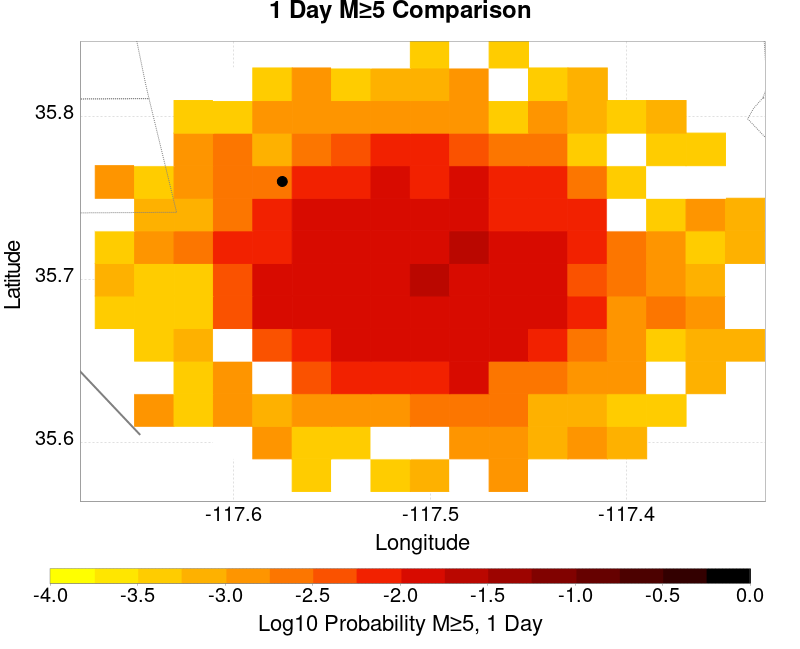 1 Day M≥5 Comparison
35.8
35.7
35.6
Latitude
-117.6 -117.5 -117.4
Longitude
-4.0 -3.5 -3.0 -2.5 -2.0 -1.5 -1.0 -0.5 0.0
Log10 Probability M≥5, 1 Day